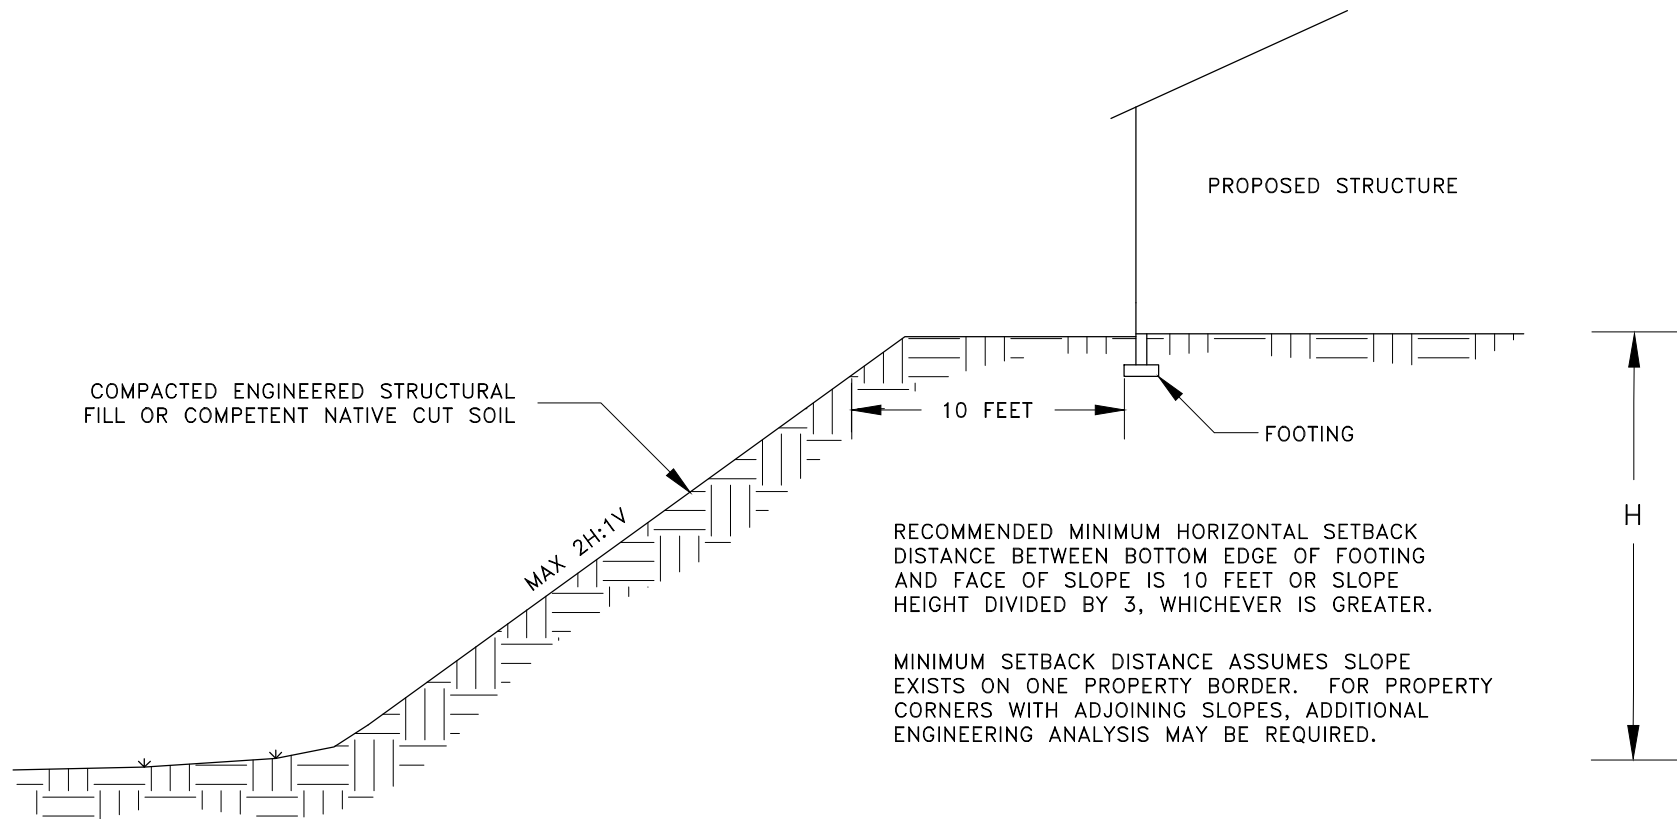 PROPOSED STRUCTURE
COMPACTED ENGINEERED STRUCTURAL
FILL OR COMPETENT NATIVE CUT SOIL
10 FEET
FOOTING
MAX 2H:1V
H
RECOMMENDED MINIMUM HORIZONTAL SETBACK
DISTANCE BETWEEN BOTTOM EDGE OF FOOTING
AND FACE OF SLOPE IS 10 FEET OR SLOPE
HEIGHT DIVIDED BY 3, WHICHEVER IS GREATER.
MINIMUM SETBACK DISTANCE ASSUMES SLOPE
EXISTS ON ONE PROPERTY BORDER. FOR PROPERTY
CORNERS WITH ADJOINING SLOPES, ADDITIONAL
ENGINEERING ANALYSIS MAY BE REQUIRED.